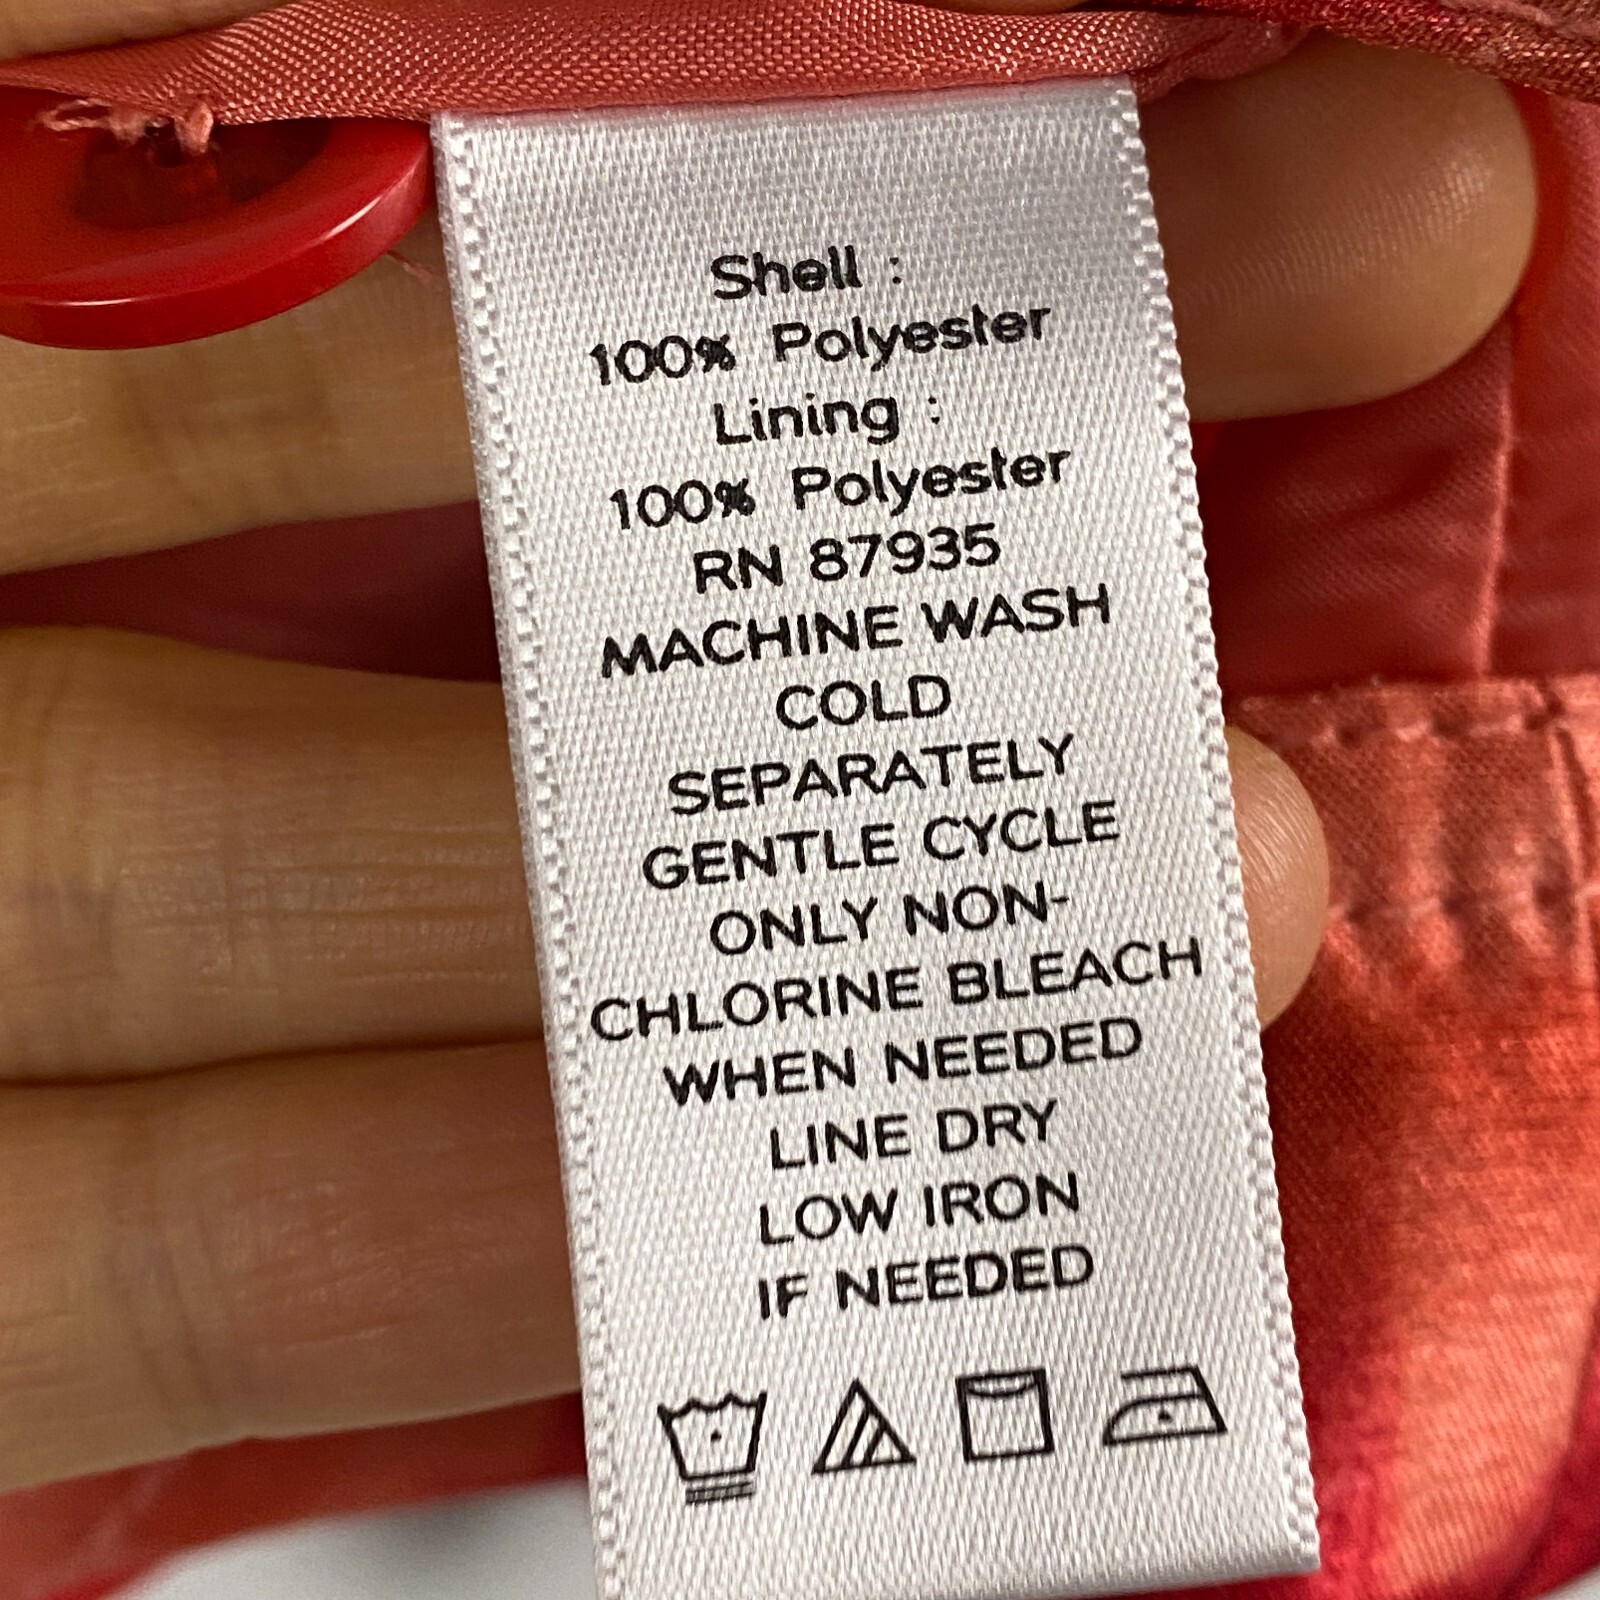 Shell :
100% Polyester
Lining :
100% Polyester
RN 87935
MACHINE WASH
COLD
SEPARATELY
GENTLE CYCLE
ONLY NON-
CHLORINE BLEACH
WHEN NEEDED
LINE DRY
LOW IRON
IF NEEDED